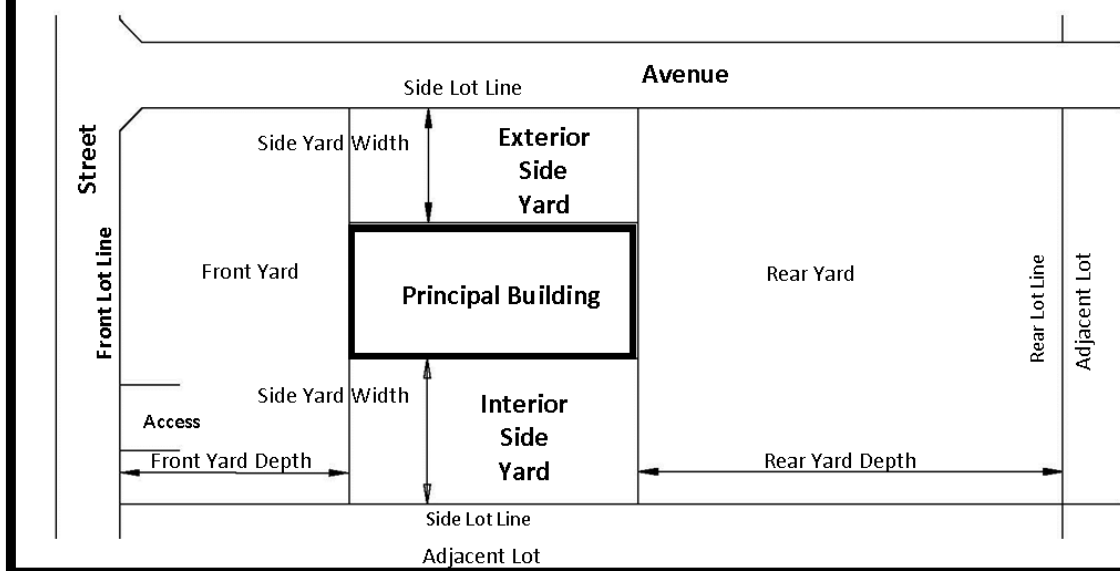 Avenue
Side Lot Line
Side Yard Width
Exterior
Side
Yard
Street
Front Lot Line
Front Yard
Principal Building
Rear Yard
Rear Lot Line
Adjacent Lot
Side Yard Width
Interior
Side
Yard
Access
Front Yard Depth
Rear Yard Depth
Side Lot Line
Adjacent Lot